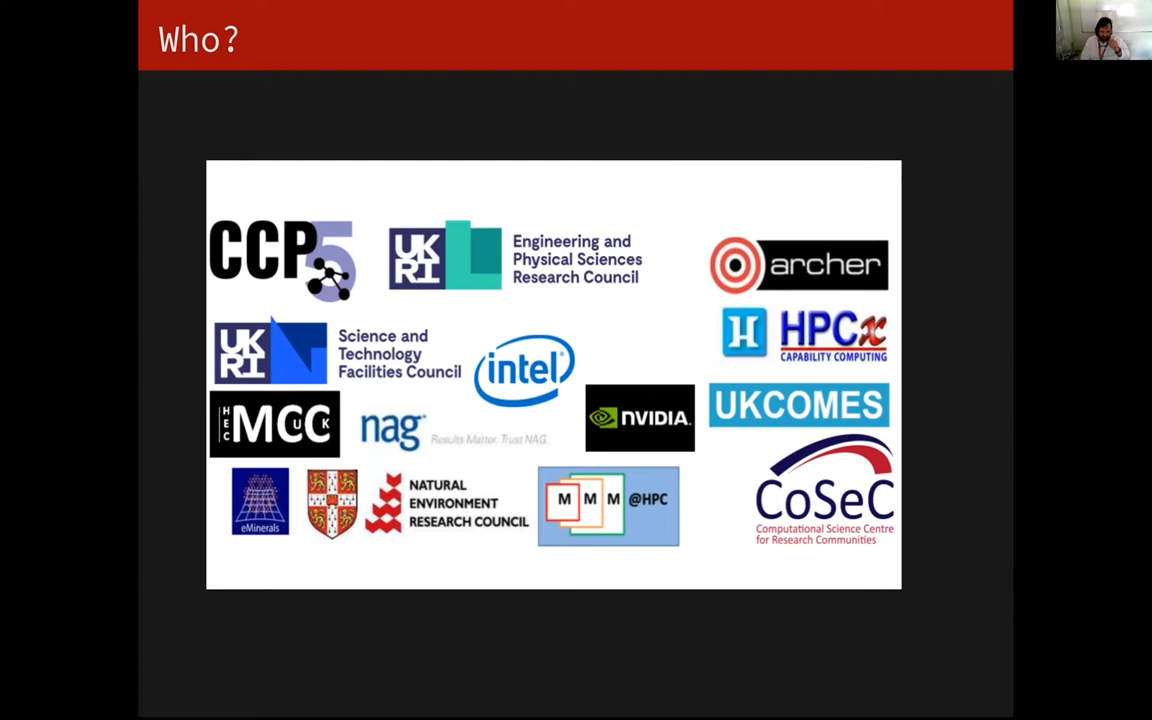 Who?
CCP5
UK
RI
Engineering and
Physical Sciences
Research Council
archer
UK
RI
Science and
Technology
Facilities Council
intel®
H
HPCx
CAPABILITY COMPUTING
HEC MCC UK
nag®
Results Matter. Trust NAG.
NVIDIA.
UKCOMES
eMinerals
NATURAL
ENVIRONMENT
RESEARCH COUNCIL
M M M @HPC
CoSeC
Computational Science Centre
for Research Communities